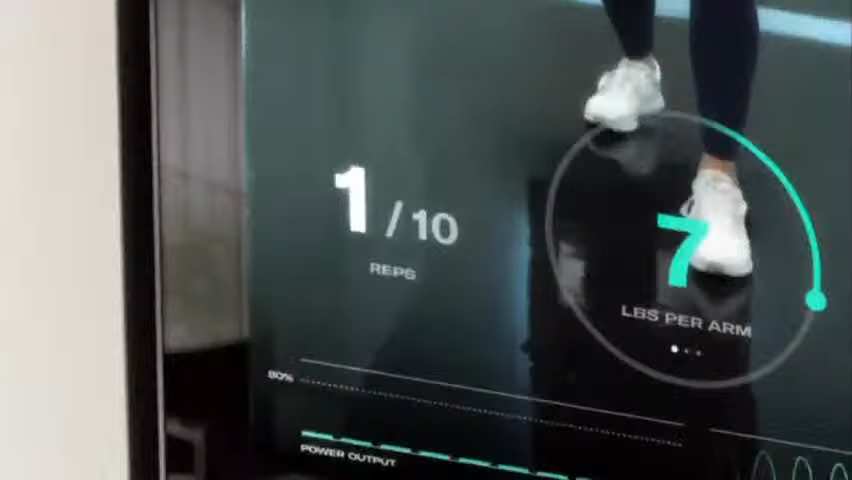 1 / 10
REPS
7
LBS PER ARM
80%
POWER OUTPUT